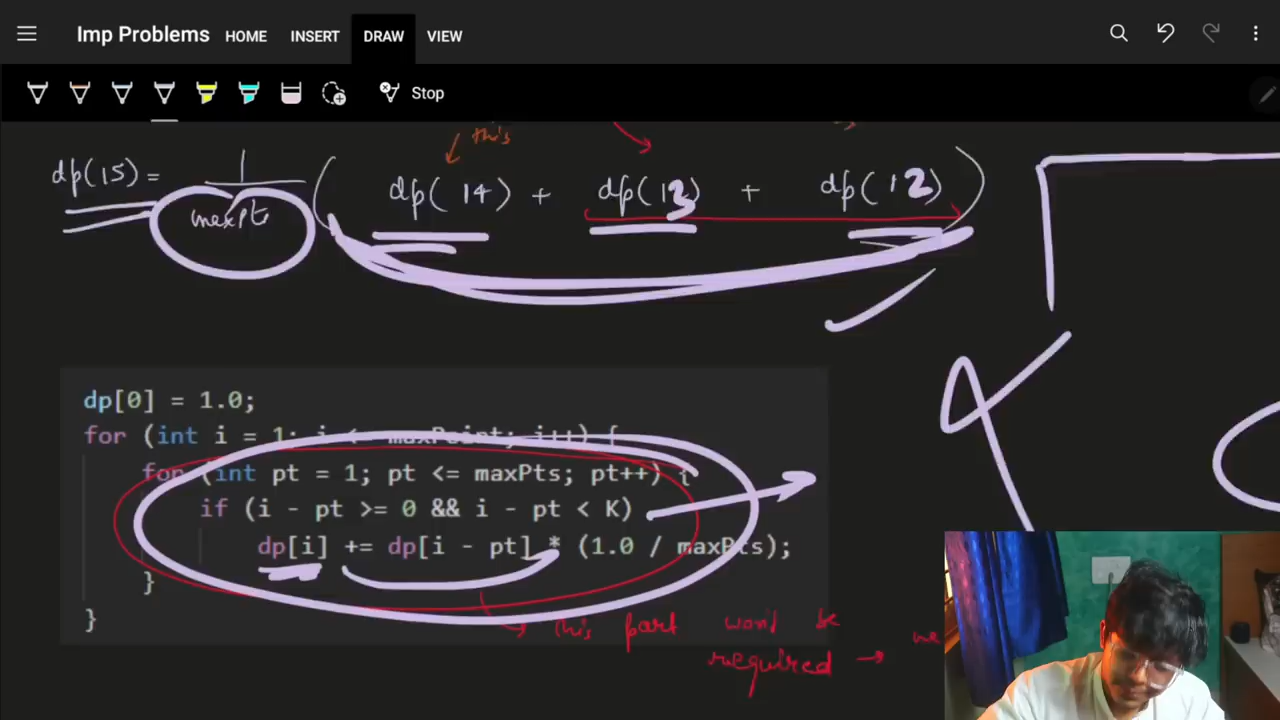 Imp Problems HOME INSERT DRAW VIEW
Stop
this
dp(15) = 1/maxPt ( dp(14) + dp(13) + dp(12) )
dp[0] = 1.0;
for (int i = 1; i <= maxPoint; i++) {
for (int pt = 1; pt <= maxPts; pt++) {
if (i - pt >= 0 && i - pt < K)
dp[i] += dp[i - pt] * (1.0 / maxPts);
}
}
this part won't be
required → we